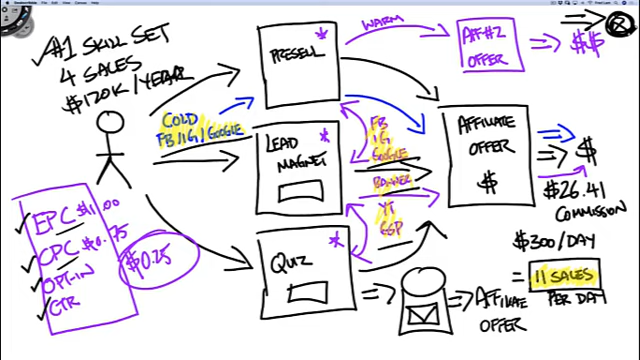 ✓#1 SKILL SET
4 SALES
$120K / YEAR
COLD
FB / IG / GOOGLE
PRESELL *
WARM
AFF #2
OFFER
$$
LEAD
MAGNET
*
FB
IG
GOOGLE
BANNER
YT
GSP
AFFILIATE
OFFER
$
$
$26.41
COMMISSION
$300/DAY
= 11 SALES
PER DAY
✓ EPC $1.00
✓ CPC $0.75
✓ OPT-IN
✓ CTR
$0.25
QUIZ
*
AFFILIATE
OFFER